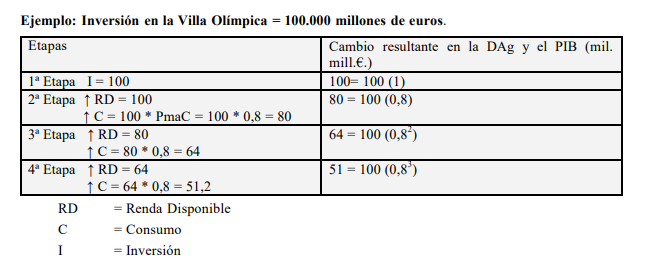 Ejemplo: Inversión en la Villa Olímpica = 100.000 millones de euros.
Etapas
Cambio resultante en la DAg y el PIB (mil. mill.€.)
1ª Etapa I = 100
100= 100 (1)
2ª Etapa ↑ RD = 100
↑ C = 100 * PmaC = 100 * 0,8 = 80
80 = 100 (0,8)
3ª Etapa ↑ RD = 80
↑ C = 80 * 0,8 = 64
64 = 100 (0,8²)
4ª Etapa ↑ RD = 64
↑ C = 64 * 0,8 = 51,2
51 = 100 (0,8³)
RD = Renda Disponible
C = Consumo
I = Inversión